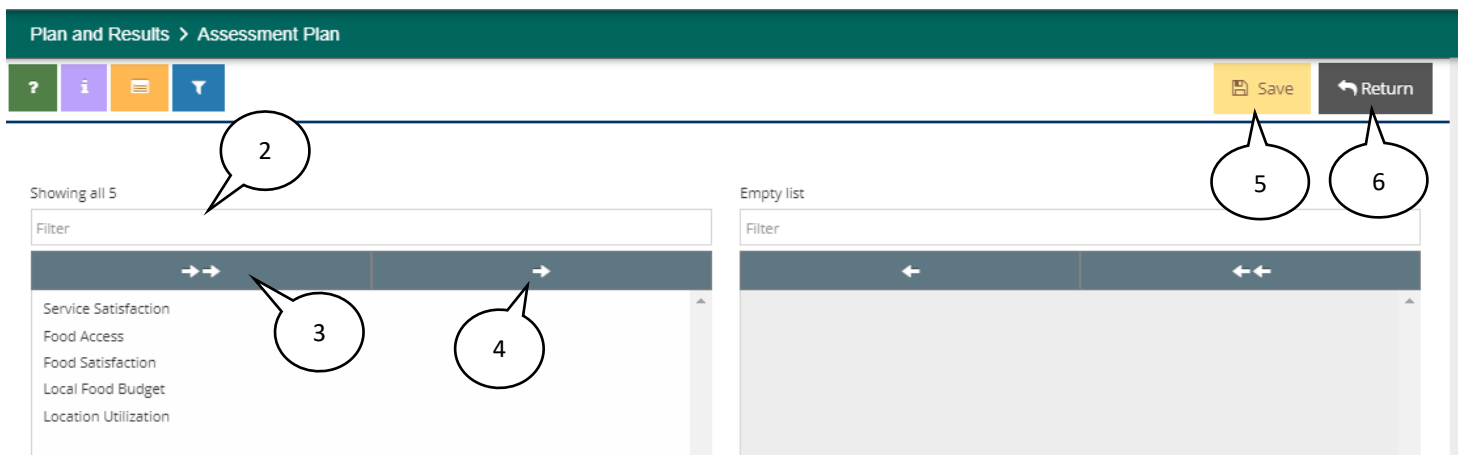 Plan and Results > Assessment Plan
? i Save Return
2
5 6
Showing all 5 Empty list
Filter Filter
Service Satisfaction
3
Food Access
4
Food Satisfaction
Local Food Budget
Location Utilization